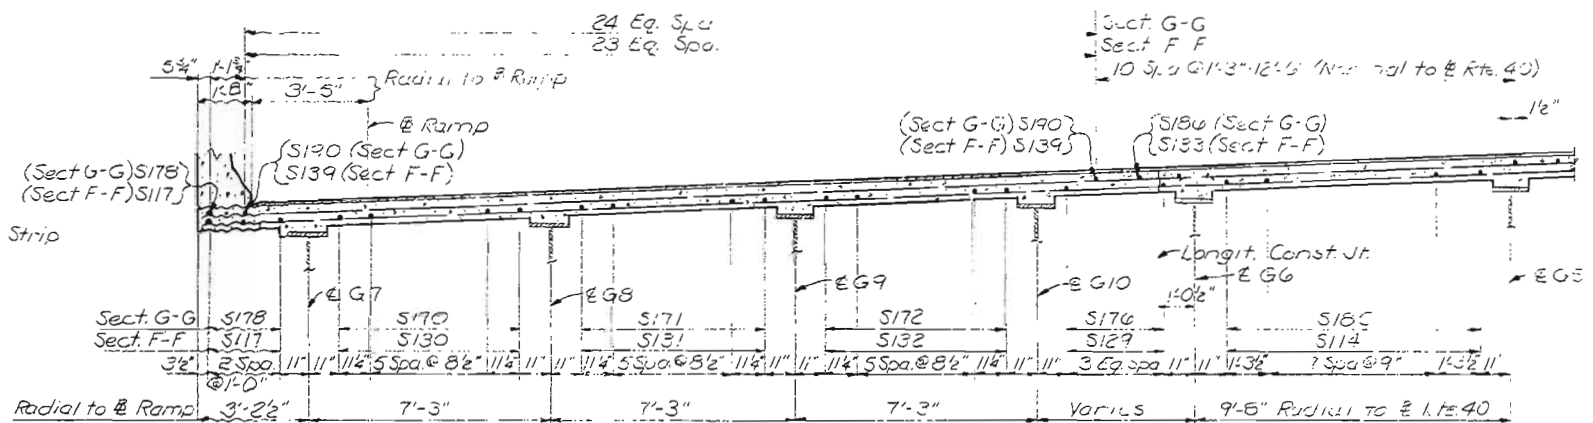 24 Eq. Spa
23 Eq. Spa.
Sect. G-G
Sect F-F
5¾" 1'-1¾"
1'-8" 3'-5"
Radial to ℄ Ramp
10 Spa @ 1'-3"=12'-6" (Normal to ℄ Rte. 40)
1½"
℄ Ramp
(Sect G-G) S190
(Sect F-F) S139
S186 (Sect G-G)
S133 (Sect F-F)
S190 (Sect G-G)
S139 (Sect F-F)
(Sect G-G) S178
(Sect F-F) S117
Strip
Longit. Const. Jt.
℄ G7 ℄ G8 ℄ G9 ℄ G10 ℄ G6 ℄ G5
1'-0½"
Sect. G-G S178 S170 S171 S172 S176
Sect. F-F S117 S130 S131 S132 S129 S114
3½" 2 Spa. 11" 11" 11¼" 5 Spa. @ 8½" 11¼" 11" 11" 11¼" 5 Spa. @ 8½" 11¼" 11" 11" 11¼" 5 Spa. @ 8½" 11¼" 11" 11" 3 Eq. Spa 11" 11" 1'-3½" Spa @ 9" 1'-3½" 11"
@ 1'-0"
Radial to ℄ Ramp 3'-2½" 7'-3" 7'-3" 7'-3" Varies 9'-6" Radial to ℄ Rte. 40